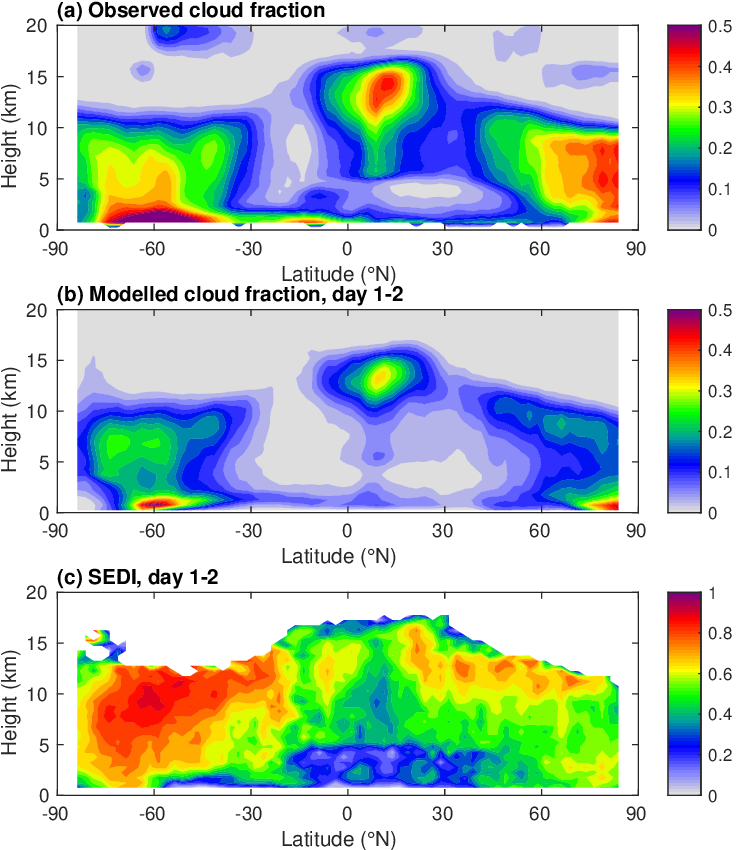 (a) Observed cloud fraction
20
15
10
5
0
Height (km)
-90 -60 -30 0 30 60 90
Latitude (°N)
0.5
0.4
0.3
0.2
0.1
0
(b) Modelled cloud fraction, day 1-2
20
15
10
5
0
Height (km)
-90 -60 -30 0 30 60 90
Latitude (°N)
0.5
0.4
0.3
0.2
0.1
0
(c) SEDI, day 1-2
20
15
10
5
0
Height (km)
-90 -60 -30 0 30 60 90
Latitude (°N)
1
0.8
0.6
0.4
0.2
0